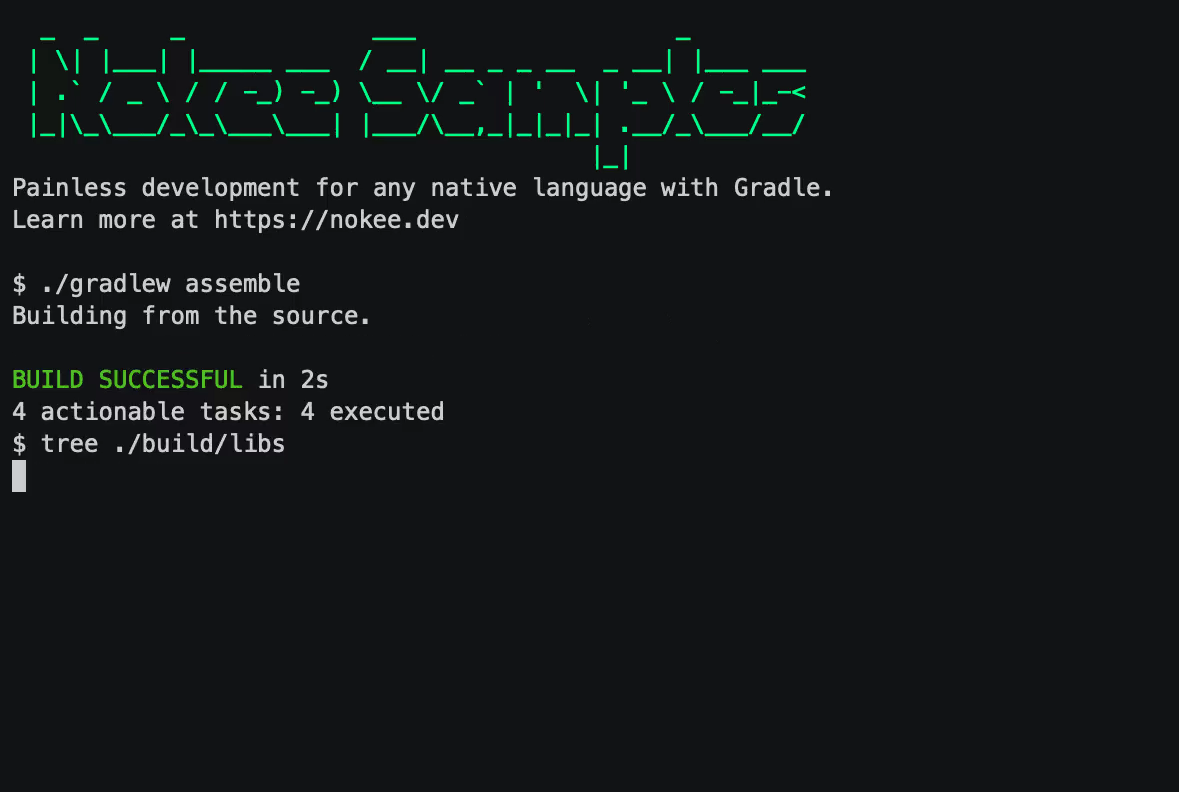 Nokee Samples
Painless development for any native language with Gradle.
Learn more at https://nokee.dev
$ ./gradlew assemble
Building from the source.
BUILD SUCCESSFUL in 2s
4 actionable tasks: 4 executed
$ tree ./build/libs